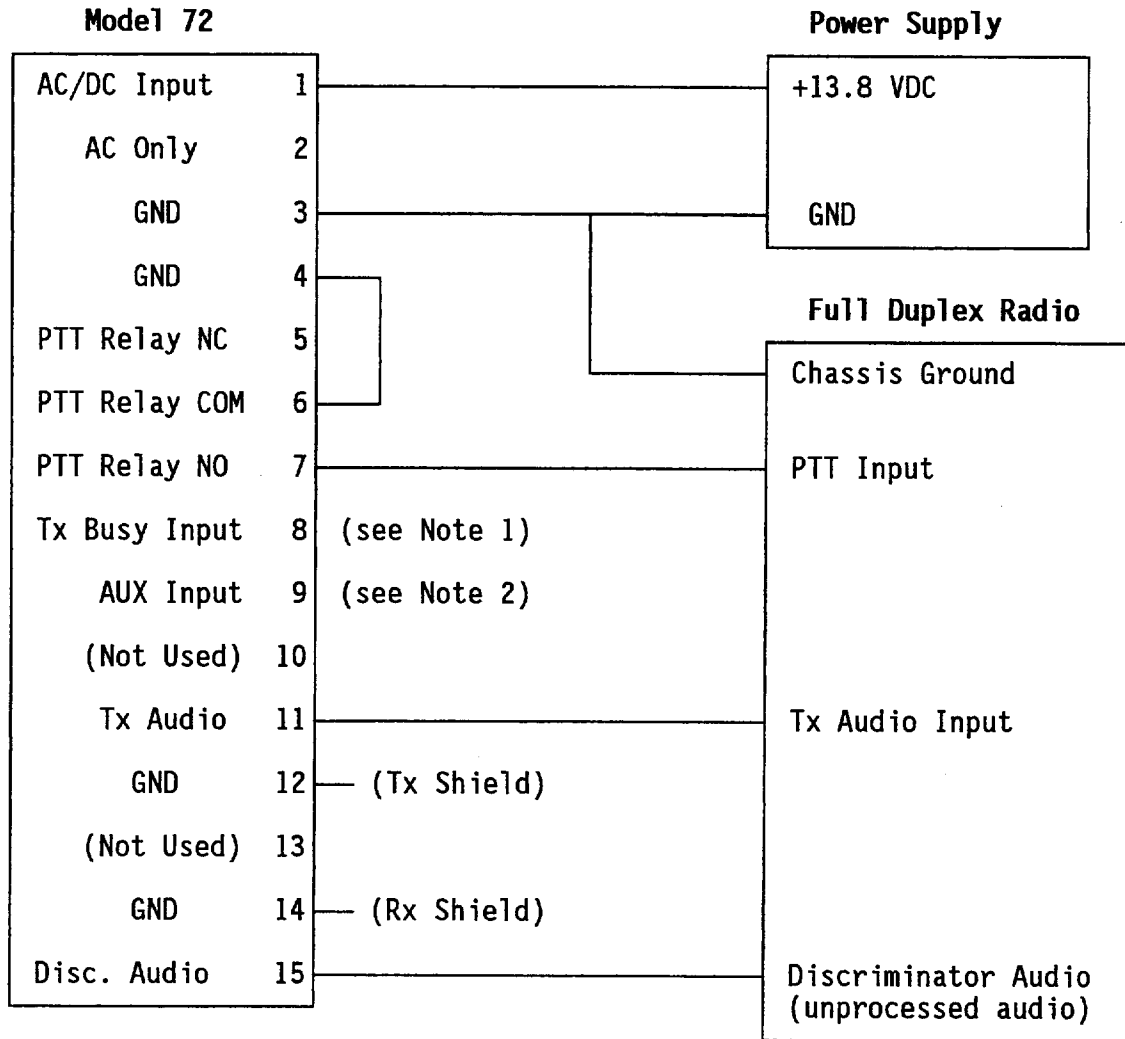 Model 72
Power Supply
AC/DC Input 1
+13.8 VDC
AC Only 2
GND 3
GND
GND 4
Full Duplex Radio
PTT Relay NC 5
Chassis Ground
PTT Relay COM 6
PTT Relay NO 7
PTT Input
Tx Busy Input 8 (see Note 1)
AUX Input 9 (see Note 2)
(Not Used) 10
Tx Audio 11
Tx Audio Input
GND 12 (Tx Shield)
(Not Used) 13
GND 14 (Rx Shield)
Disc. Audio 15
Discriminator Audio
(unprocessed audio)